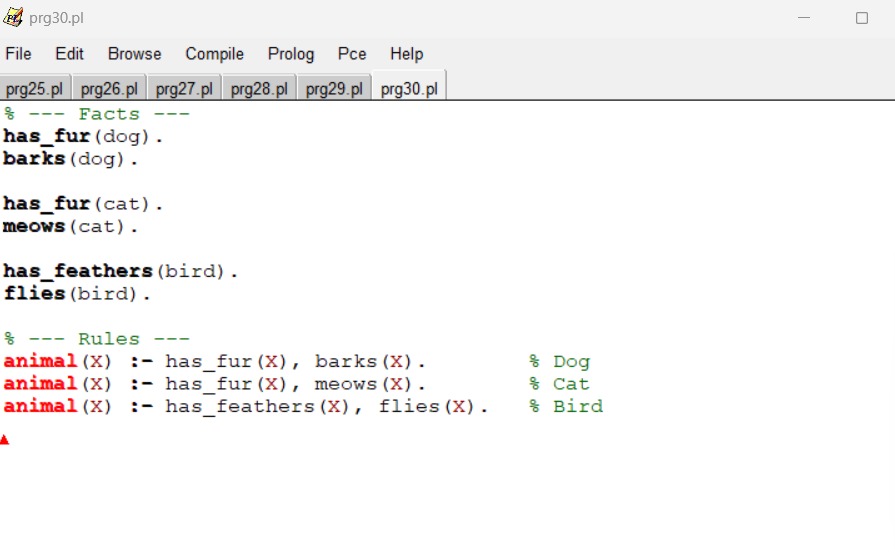 prg30.pl
File Edit Browse Compile Prolog Pce Help
prg25.pl prg26.pl prg27.pl prg28.pl prg29.pl prg30.pl
% --- Facts ---
has_fur(dog).
barks(dog).
has_fur(cat).
meows(cat).
has_feathers(bird).
flies(bird).
% --- Rules ---
animal(X) :- has_fur(X), barks(X).        % Dog
animal(X) :- has_fur(X), meows(X).        % Cat
animal(X) :- has_feathers(X), flies(X).   % Bird